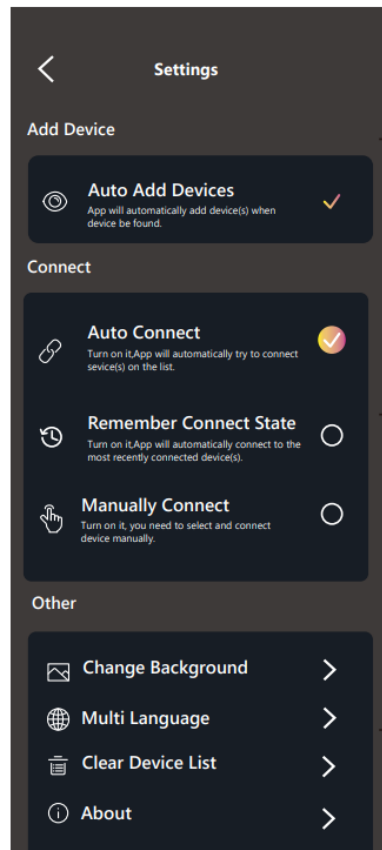 Settings
Add Device
Auto Add Devices
App will automatically add device(s) when
device be found.
Connect
Auto Connect
Turn on it,App will automatically try to connect
sevice(s) on the list.
Remember Connect State
Turn on it,App will automatically connect to the
most recently connected device(s).
Manually Connect
Turn on it, you need to select and connect
device manually.
Other
Change Background
Multi Language
Clear Device List
About